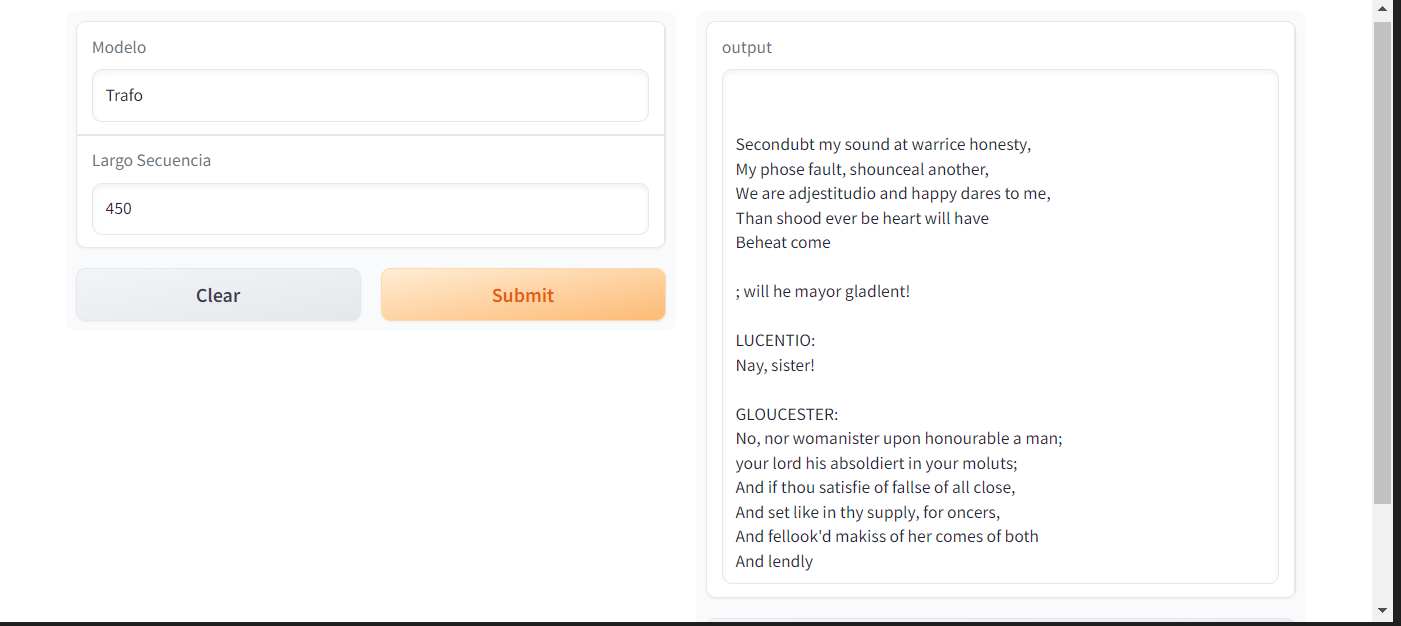 Modelo
Trafo
Largo Secuencia
450
Clear
Submit
output
Secondubt my sound at warrice honesty,
My phose fault, shounceal another,
We are adjestitudio and happy dares to me,
Than shood ever be heart will have
Beheat come
; will he mayor gladlent!
LUCENTIO:
Nay, sister!
GLOUCESTER:
No, nor womanister upon honourable a man;
your lord his absoldiert in your moluts;
And if thou satisfie of fallse of all close,
And set like in thy supply, for oncers,
And fellook'd makiss of her comes of both
And lendly